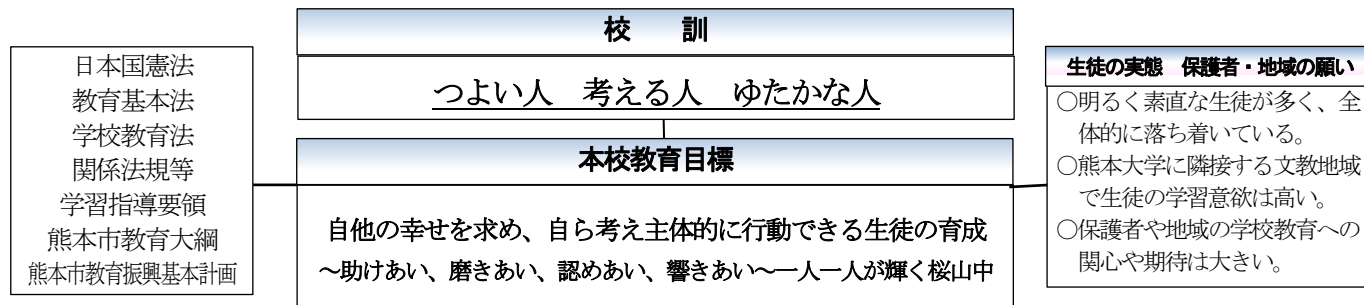 校　訓
つよい人　考える人　ゆたかな人
日本国憲法
教育基本法
学校教育法
関係法規等
学習指導要領
熊本市教育大綱
熊本市教育振興基本計画
本校教育目標
自他の幸せを求め、自ら考え主体的に行動できる生徒の育成
～助けあい、磨きあい、認めあい、響きあい～一人一人が輝く桜山中
生徒の実態　保護者・地域の願い
○明るく素直な生徒が多く、全
体的に落ち着いている。
○熊本大学に隣接する文教地域
で生徒の学習意欲は高い。
○保護者や地域の学校教育への
関心や期待は大きい。